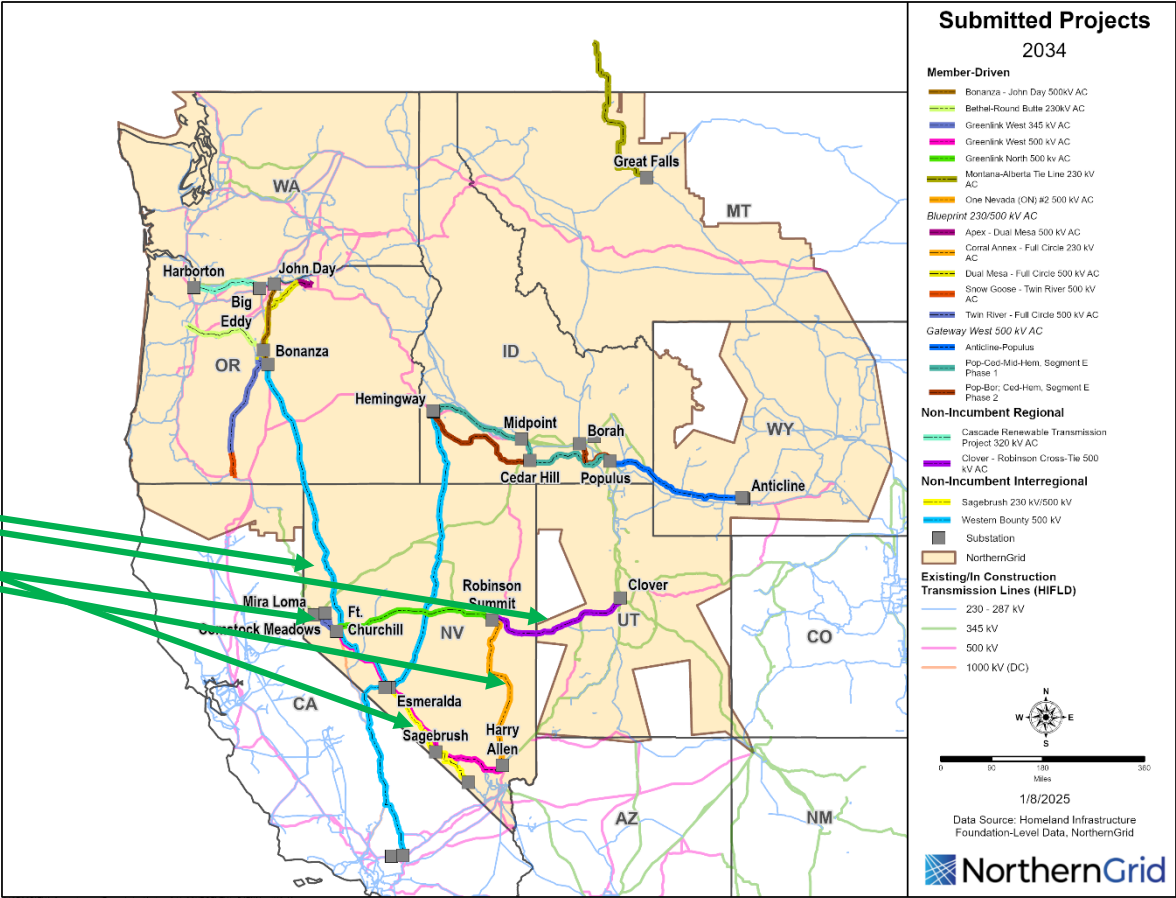 Submitted Projects
2034
Member-Driven
Bonanza - John Day 500kV AC
Bethel-Round Butte 230kV AC
Greenlink West 345 kV AC
Greenlink West 500 kV AC
Greenlink North 500 kv AC
Montana-Alberta Tie Line 230 kV
AC
One Nevada (ON) #2 500 kV AC
Blueprint 230/500 kV AC
Apex - Dual Mesa 500 kV AC
Corral Annex - Full Circle 230 kV
AC
Dual Mesa - Full Circle 500 kV AC
Snow Goose - Twin River 500 kV
AC
Twin River - Full Circle 500 kV AC
Gateway West 500 kV AC
Anticline-Populus
Pop-Ced-Mid-Hem, Segment E
Phase 1
Pop-Bor; Ced-Hem, Segment E
Phase 2
Non-Incumbent Regional
Cascade Renewable Transmission
Project 320 kV AC
Clover - Robinson Cross-Tie 500
kV AC
Non-Incumbent Interregional
Sagebrush 230 kV/500 kV
Western Bounty 500 kV
Substation
NorthernGrid
Existing/In Construction
Transmission Lines (HIFLD)
230 - 287 kV
345 kV
500 kV
1000 kV (DC)
N
W E
S
0 90 180 360
Miles
1/8/2025
Data Source: Homeland Infrastructure
Foundation-Level Data, NorthernGrid
NorthernGrid
Great Falls
WA
MT
Harborton
John Day
Big
Eddy
Bonanza
OR
ID
Hemingway
Midpoint
Borah
WY
Cedar Hill
Populus
Anticline
Robinson
Summit
Clover
Mira Loma
Ft.
Churchill
Comstock Meadows
NV
UT
CO
CA
Esmeralda
Sagebrush
Harry
Allen
AZ
NM